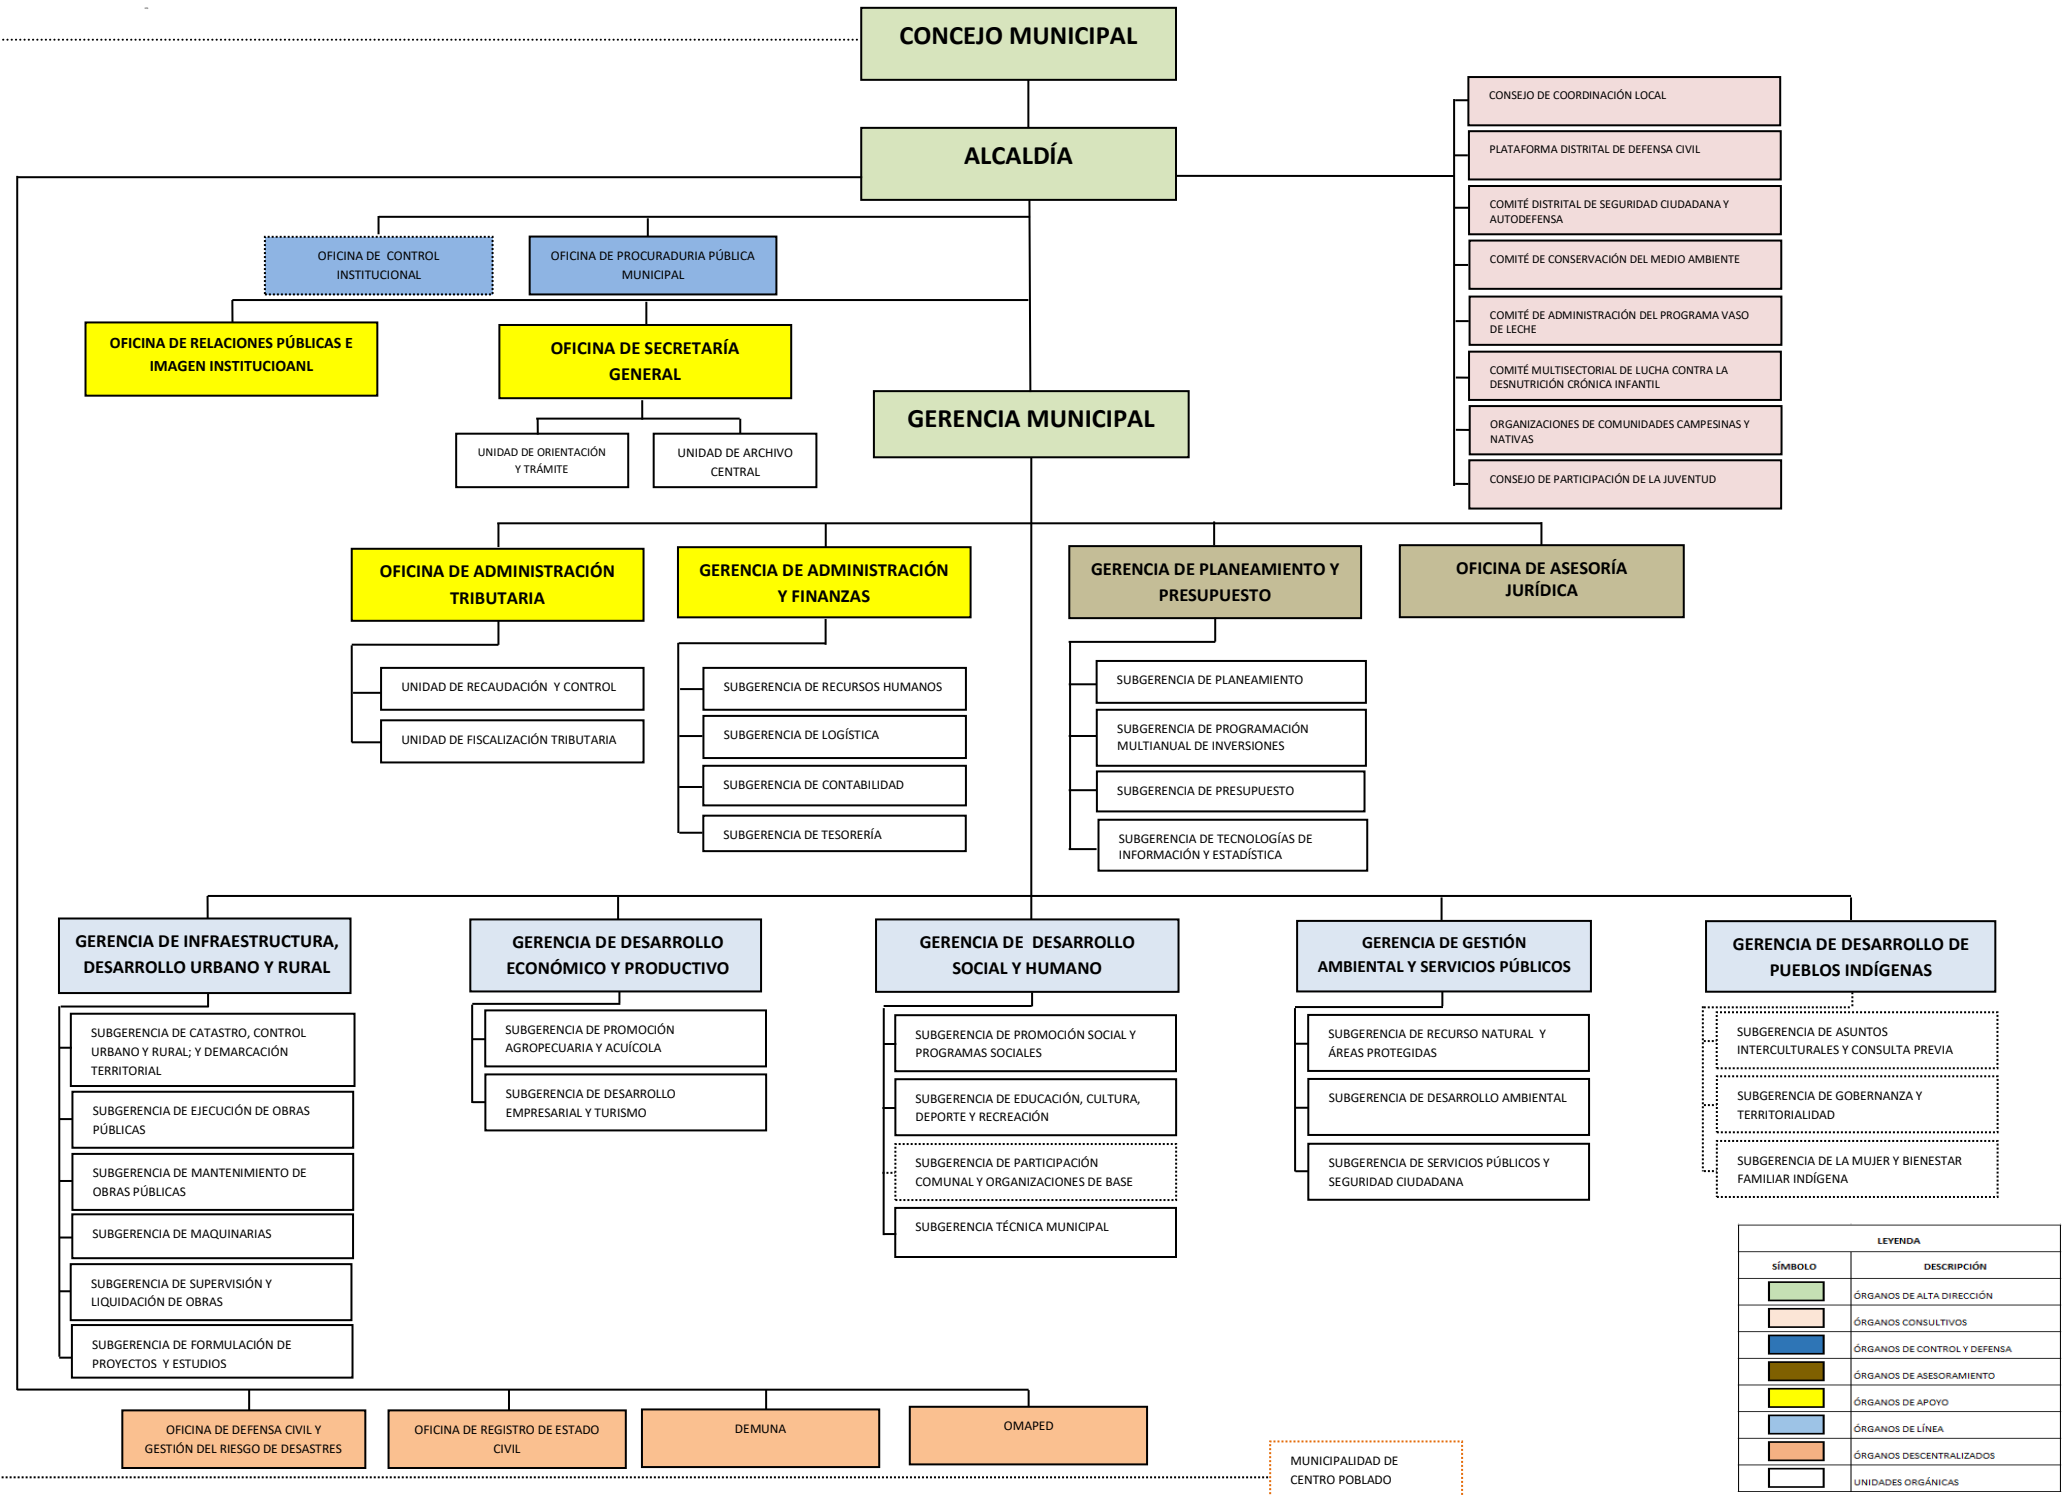 CONCEJO MUNICIPAL
ALCALDÍA
CONSEJO DE COORDINACIÓN LOCAL
PLATAFORMA DISTRITAL DE DEFENSA CIVIL
COMITÉ DISTRITAL DE SEGURIDAD CIUDADANA Y
AUTODEFENSA
COMITÉ DE CONSERVACIÓN DEL MEDIO AMBIENTE
COMITÉ DE ADMINISTRACIÓN DEL PROGRAMA VASO
DE LECHE
COMITÉ MULTISECTORIAL DE LUCHA CONTRA LA
DESNUTRICIÓN CRÓNICA INFANTIL
ORGANIZACIONES DE COMUNIDADES CAMPESINAS Y
NATIVAS
CONSEJO DE PARTICIPACIÓN DE LA JUVENTUD
OFICINA DE CONTROL
INSTITUCIONAL
OFICINA DE PROCURADURIA PÚBLICA
MUNICIPAL
OFICINA DE RELACIONES PÚBLICAS E
IMAGEN INSTITUCIOANL
OFICINA DE SECRETARÍA
GENERAL
UNIDAD DE ORIENTACIÓN
Y TRÁMITE
UNIDAD DE ARCHIVO
CENTRAL
GERENCIA MUNICIPAL
OFICINA DE ADMINISTRACIÓN
TRIBUTARIA
UNIDAD DE RECAUDACIÓN Y CONTROL
UNIDAD DE FISCALIZACIÓN TRIBUTARIA
GERENCIA DE ADMINISTRACIÓN
Y FINANZAS
SUBGERENCIA DE RECURSOS HUMANOS
SUBGERENCIA DE LOGÍSTICA
SUBGERENCIA DE CONTABILIDAD
SUBGERENCIA DE TESORERÍA
GERENCIA DE PLANEAMIENTO Y
PRESUPUESTO
SUBGERENCIA DE PLANEAMIENTO
SUBGERENCIA DE PROGRAMACIÓN
MULTIANUAL DE INVERSIONES
SUBGERENCIA DE PRESUPUESTO
SUBGERENCIA DE TECNOLOGÍAS DE
INFORMACIÓN Y ESTADÍSTICA
OFICINA DE ASESORÍA
JURÍDICA
GERENCIA DE INFRAESTRUCTURA,
DESARROLLO URBANO Y RURAL
SUBGERENCIA DE CATASTRO, CONTROL
URBANO Y RURAL; Y DEMARCACIÓN
TERRITORIAL
SUBGERENCIA DE EJECUCIÓN DE OBRAS
PÚBLICAS
SUBGERENCIA DE MANTENIMIENTO DE
OBRAS PÚBLICAS
SUBGERENCIA DE MAQUINARIAS
SUBGERENCIA DE SUPERVISIÓN Y
LIQUIDACIÓN DE OBRAS
SUBGERENCIA DE FORMULACIÓN DE
PROYECTOS Y ESTUDIOS
GERENCIA DE DESARROLLO
ECONÓMICO Y PRODUCTIVO
SUBGERENCIA DE PROMOCIÓN
AGROPECUARIA Y ACUÍCOLA
SUBGERENCIA DE DESARROLLO
EMPRESARIAL Y TURISMO
GERENCIA DE DESARROLLO
SOCIAL Y HUMANO
SUBGERENCIA DE PROMOCIÓN SOCIAL Y
PROGRAMAS SOCIALES
SUBGERENCIA DE EDUCACIÓN, CULTURA,
DEPORTE Y RECREACIÓN
SUBGERENCIA DE PARTICIPACIÓN
COMUNAL Y ORGANIZACIONES DE BASE
SUBGERENCIA TÉCNICA MUNICIPAL
GERENCIA DE GESTIÓN
AMBIENTAL Y SERVICIOS PÚBLICOS
SUBGERENCIA DE RECURSO NATURAL Y
ÁREAS PROTEGIDAS
SUBGERENCIA DE DESARROLLO AMBIENTAL
SUBGERENCIA DE SERVICIOS PÚBLICOS Y
SEGURIDAD CIUDADANA
GERENCIA DE DESARROLLO DE
PUEBLOS INDÍGENAS
SUBGERENCIA DE ASUNTOS
INTERCULTURALES Y CONSULTA PREVIA
SUBGERENCIA DE GOBERNANZA Y
TERRITORIALIDAD
SUBGERENCIA DE LA MUJER Y BIENESTAR
FAMILIAR INDÍGENA
OFICINA DE DEFENSA CIVIL Y
GESTIÓN DEL RIESGO DE DESASTRES
OFICINA DE REGISTRO DE ESTADO
CIVIL
DEMUNA
OMAPED
MUNICIPALIDAD DE
CENTRO POBLADO
LEYENDA
SÍMBOLO DESCRIPCIÓN
ÓRGANOS DE ALTA DIRECCIÓN
ÓRGANOS CONSULTIVOS
ÓRGANOS DE CONTROL Y DEFENSA
ÓRGANOS DE ASESORAMIENTO
ÓRGANOS DE APOYO
ÓRGANOS DE LÍNEA
ÓRGANOS DESCENTRALIZADOS
UNIDADES ORGÁNICAS